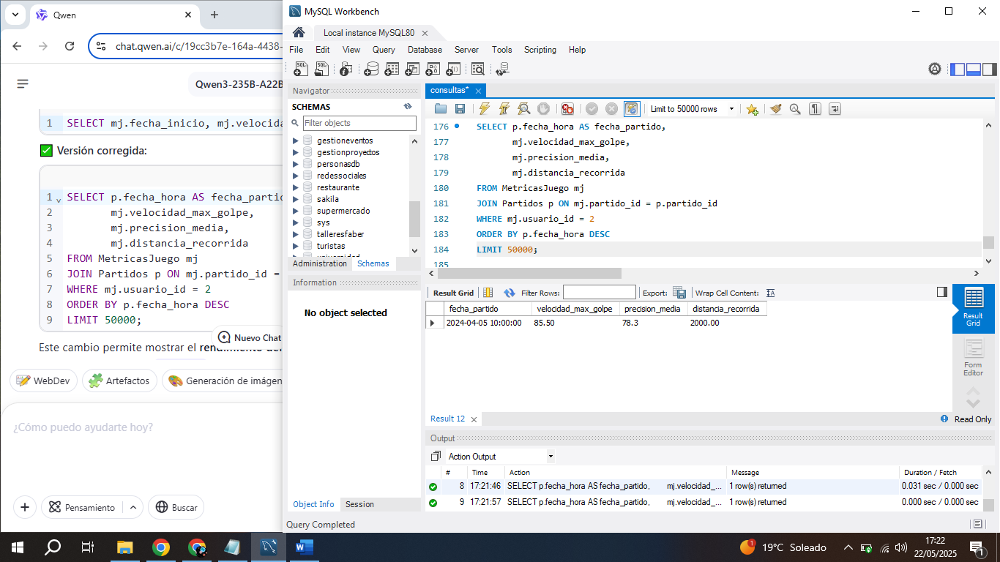 Qwen
chat.qwen.ai/c/19cc3b7e-164a-4438-
Qwen3-235B-A22B
1 SELECT mj.fecha_inicio, mj.velocida
Versión corregida:
1 SELECT p.fecha_hora AS fecha_partid
2 mj.velocidad_max_golpe,
3 mj.precision_media,
4 mj.distancia_recorrida
5 FROM MetricasJuego mj
6 JOIN Partidos p ON mj.partido_id =
7 WHERE mj.usuario_id = 2
8 ORDER BY p.fecha_hora DESC
9 LIMIT 50000;
Nuevo Chat
Este cambio permite mostrar el rendimiento del
WebDev
Artefactos
Generación de imágen
¿Cómo puedo ayudarte hoy?
Pensamiento
Buscar
MySQL Workbench
Local instance MySQL80
File Edit View Query Database Server Tools Scripting Help
Navigator
SCHEMAS
Filter objects
gestioneventos
gestionproyectos
personasdb
redessociales
restaurante
sakila
supermercado
sys
talleresfaber
turistas
universidad
Administration Schemas
Information
No object selected
Object Info Session
Query Completed
consultas*
Limit to 50000 rows
176 SELECT p.fecha_hora AS fecha_partido,
177 mj.velocidad_max_golpe,
178 mj.precision_media,
179 mj.distancia_recorrida
180 FROM MetricasJuego mj
181 JOIN Partidos p ON mj.partido_id = p.partido_id
182 WHERE mj.usuario_id = 2
183 ORDER BY p.fecha_hora DESC
184 LIMIT 50000;
185
Result Grid Filter Rows: Export: Wrap Cell Content:
fecha_partido velocidad_max_golpe precision_media distancia_recorrida
2024-04-05 10:00:00 85.50 78.3 2000.00
Result Grid
Form Editor
Result 12
Read Only
Output
Action Output
# Time Action Message Duration / Fetch
8 17:21:46 SELECT p.fecha_hora AS fecha_partido, mj.velocidad_... 1 row(s) returned 0.031 sec / 0.000 sec
9 17:21:57 SELECT p.fecha_hora AS fecha_partido, mj.velocidad_... 1 row(s) returned 0.000 sec / 0.000 sec
1
19°C Soleado
17:22
22/05/2025
1